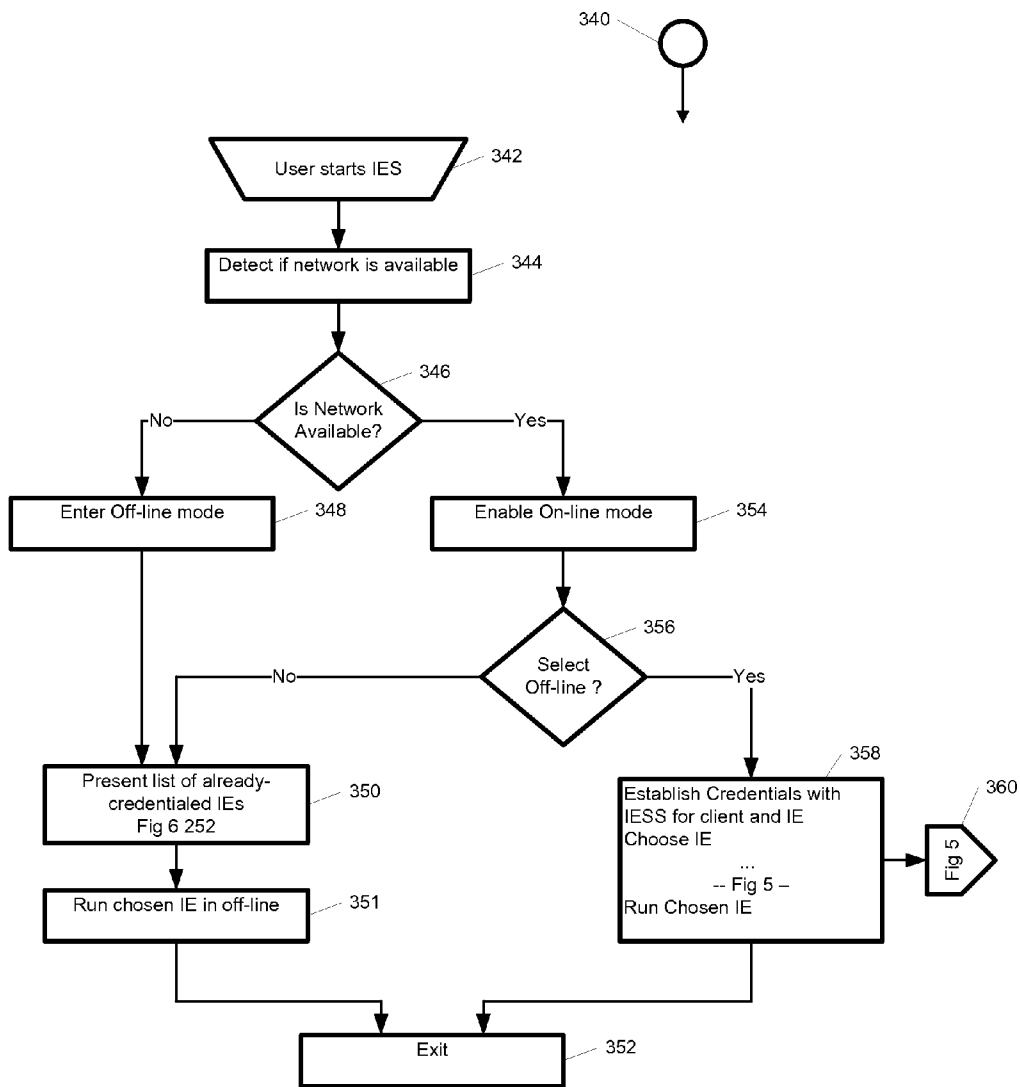 340
User starts IES
342
Detect if network is available
344
346
Is Network
Available?
No
Yes
Enter Off-line mode
348
Enable On-line mode
354
356
Select
Off-line ?
No
Yes
Present list of already-
credentialed IEs
Fig 6 252
350
358
Establish Credentials with
IESS for client and IE
Choose IE
...
-- Fig 5 –
Run Chosen IE
360
Fig 5
Run chosen IE in off-line
351
Exit
352